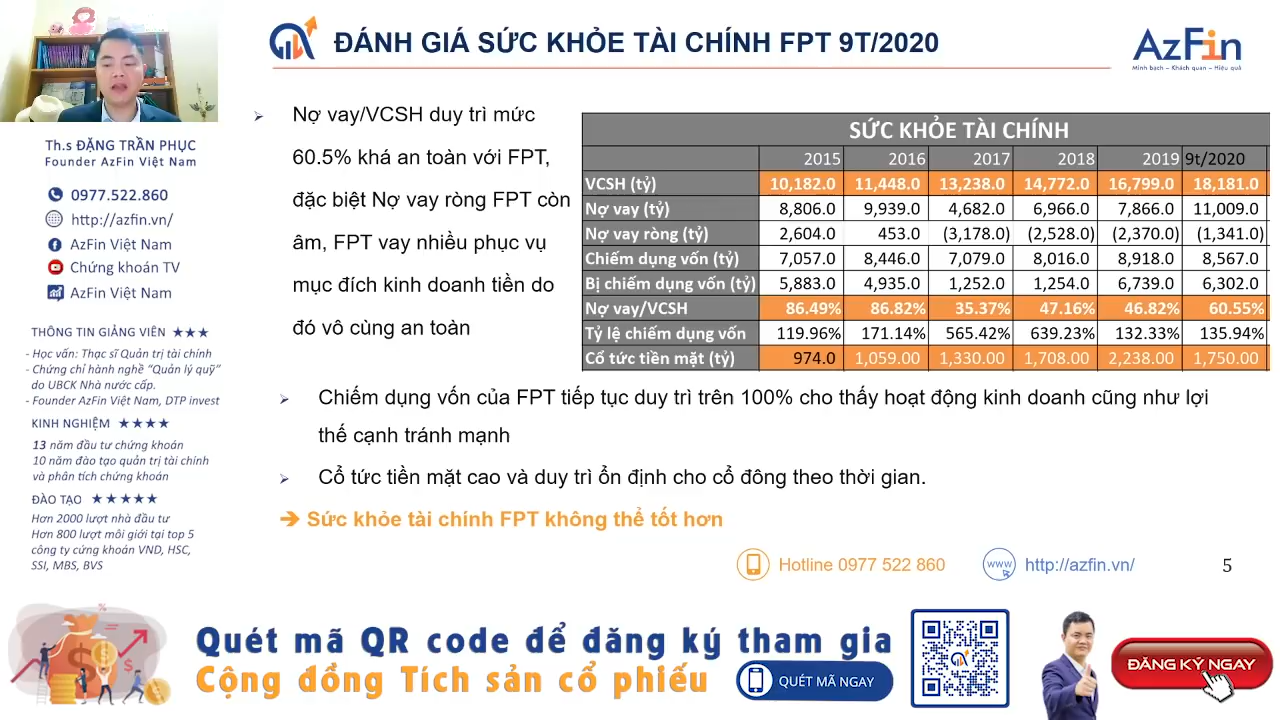 ĐÁNH GIÁ SỨC KHỎE TÀI CHÍNH FPT 9T/2020
AzFin
Minh bạch – Khách quan – Hiệu quả
Th.s ĐẶNG TRẦN PHỤC
Founder AzFin Việt Nam
0977.522.860
http://azfin.vn/
AzFin Việt Nam
Chứng khoán TV
AzFin Việt Nam
THÔNG TIN GIẢNG VIÊN ★★★
- Học vấn: Thạc sĩ Quản trị tài chính
- Chứng chỉ hành nghề “Quản lý quỹ”
do UBCK Nhà nước cấp.
- Founder AzFin Việt Nam, DTP invest
KINH NGHIỆM ★★★★
13 năm đầu tư chứng khoán
10 năm đào tạo quản trị tài chính
và phân tích chứng khoán
ĐÀO TẠO ★★★★★
Hơn 2000 lượt nhà đầu tư
Hơn 800 lượt môi giới tại top 5
công ty cứng khoán VND, HSC,
SSI, MBS, BVS
➢ Nợ vay/VCSH duy trì mức
60.5% khá an toàn với FPT,
đặc biệt Nợ vay ròng FPT còn
âm, FPT vay nhiều phục vụ
mục đích kinh doanh tiền do
đó vô cùng an toàn
SỨC KHỎE TÀI CHÍNH
2015 2016 2017 2018 2019 9t/2020
VCSH (tỷ) 10,182.0 11,448.0 13,238.0 14,772.0 16,799.0 18,181.0
Nợ vay (tỷ) 8,806.0 9,939.0 4,682.0 6,966.0 7,866.0 11,009.0
Nợ vay ròng (tỷ) 2,604.0 453.0 (3,178.0) (2,528.0) (2,370.0) (1,341.0)
Chiếm dụng vốn (tỷ) 7,057.0 8,446.0 7,079.0 8,016.0 8,918.0 8,567.0
Bị chiếm dụng vốn (tỷ) 5,883.0 4,935.0 1,252.0 1,254.0 6,739.0 6,302.0
Nợ vay/VCSH 86.49% 86.82% 35.37% 47.16% 46.82% 60.55%
Tỷ lệ chiếm dụng vốn 119.96% 171.14% 565.42% 639.23% 132.33% 135.94%
Cổ tức tiền mặt (tỷ) 974.0 1,059.00 1,330.00 1,708.00 2,238.00 1,750.00
➢ Chiếm dụng vốn của FPT tiếp tục duy trì trên 100% cho thấy hoạt động kinh doanh cũng như lợi
thế cạnh tránh mạnh
➢ Cổ tức tiền mặt cao và duy trì ổn định cho cổ đông theo thời gian.
➔ Sức khỏe tài chính FPT không thể tốt hơn
Hotline 0977 522 860
www
http://azfin.vn/
5
Quét mã QR code để đăng ký tham gia
Cộng đồng Tích sản cổ phiếu
QUÉT MÃ NGAY
ĐĂNG KÝ NGAY